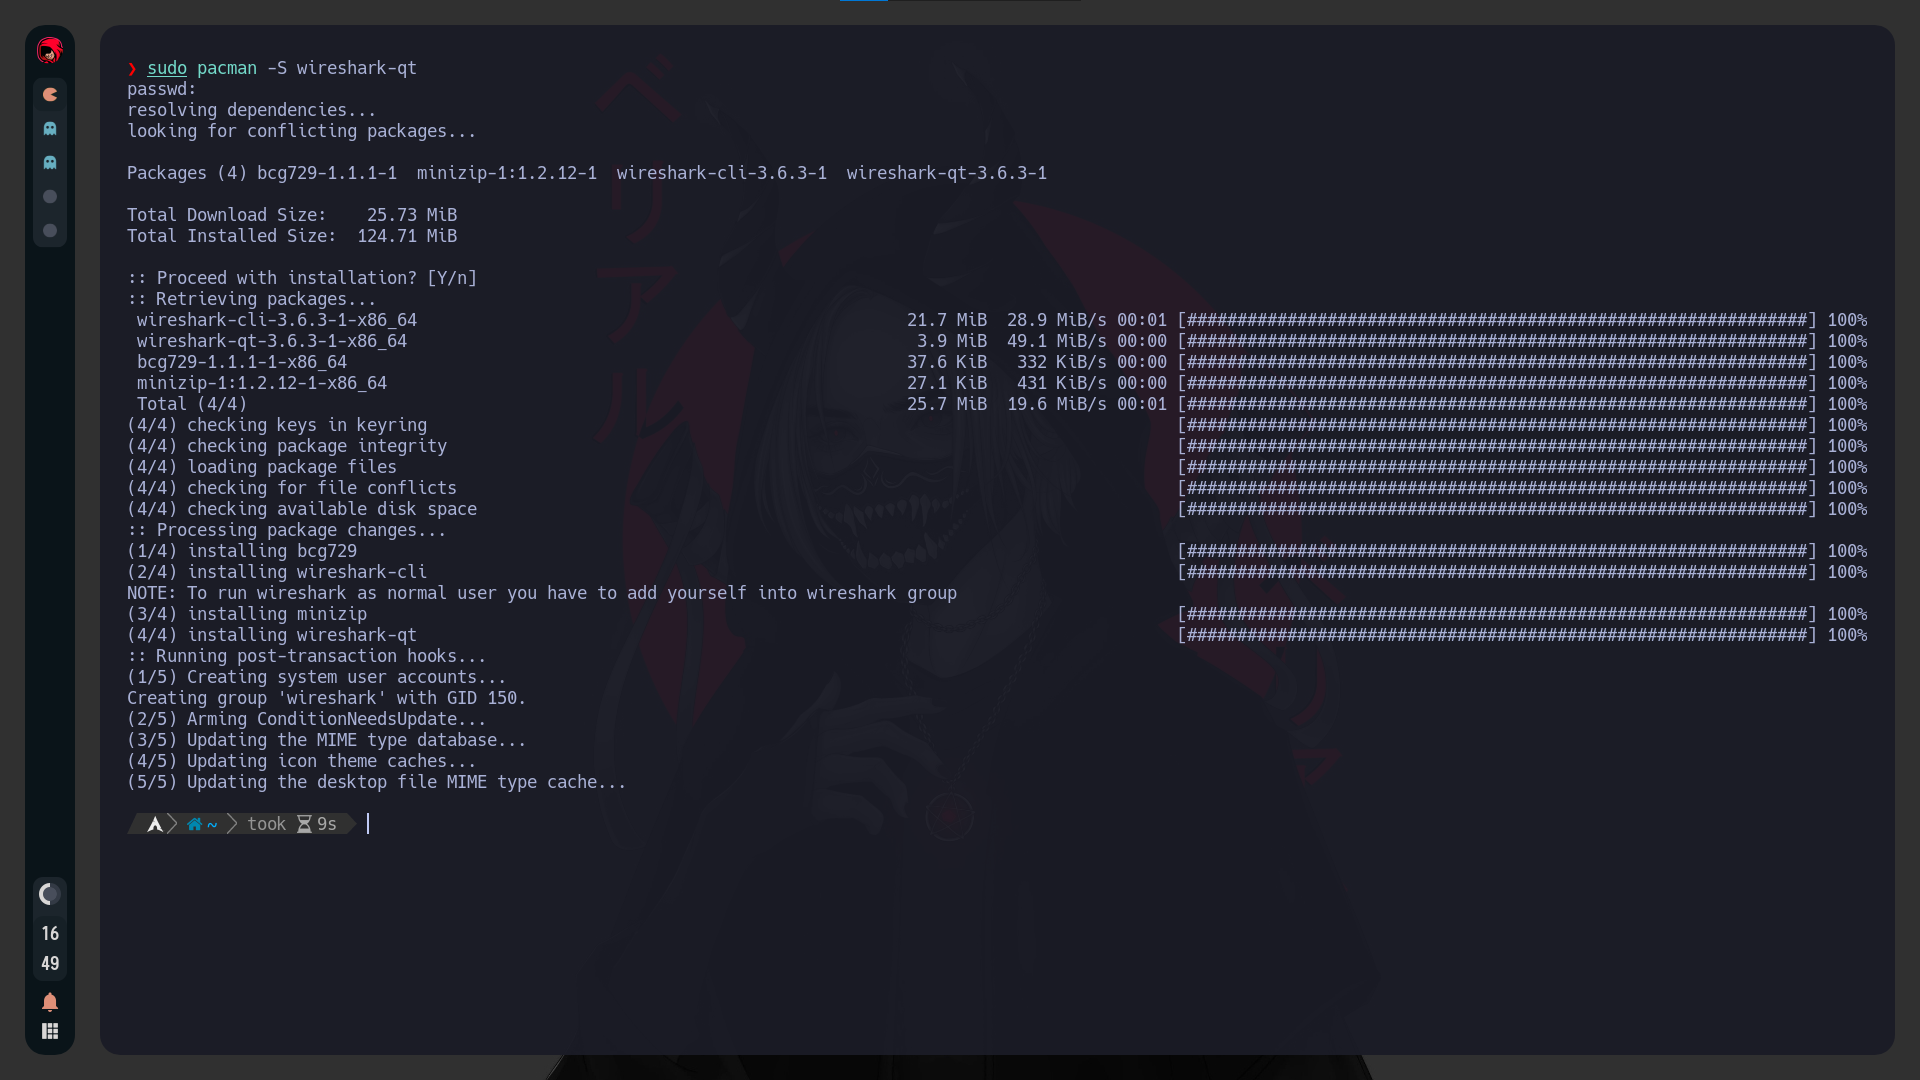 ❯ sudo pacman -S wireshark-qt
passwd:
resolving dependencies...
looking for conflicting packages...
Packages (4) bcg729-1.1.1-1  minizip-1:1.2.12-1  wireshark-cli-3.6.3-1  wireshark-qt-3.6.3-1
Total Download Size:    25.73 MiB
Total Installed Size:  124.71 MiB
:: Proceed with installation? [Y/n]
:: Retrieving packages...
wireshark-cli-3.6.3-1-x86_64 21.7 MiB 28.9 MiB/s 00:01 [##############################################################] 100%
wireshark-qt-3.6.3-1-x86_64 3.9 MiB 49.1 MiB/s 00:00 [##############################################################] 100%
bcg729-1.1.1-1-x86_64 37.6 KiB 332 KiB/s 00:00 [##############################################################] 100%
minizip-1:1.2.12-1-x86_64 27.1 KiB 431 KiB/s 00:00 [##############################################################] 100%
Total (4/4) 25.7 MiB 19.6 MiB/s 00:01 [##############################################################] 100%
(4/4) checking keys in keyring [##############################################################] 100%
(4/4) checking package integrity [##############################################################] 100%
(4/4) loading package files [##############################################################] 100%
(4/4) checking for file conflicts [##############################################################] 100%
(4/4) checking available disk space [##############################################################] 100%
:: Processing package changes...
(1/4) installing bcg729 [##############################################################] 100%
(2/4) installing wireshark-cli [##############################################################] 100%
NOTE: To run wireshark as normal user you have to add yourself into wireshark group
(3/4) installing minizip [##############################################################] 100%
(4/4) installing wireshark-qt [##############################################################] 100%
:: Running post-transaction hooks...
(1/5) Creating system user accounts...
Creating group 'wireshark' with GID 150.
(2/5) Arming ConditionNeedsUpdate...
(3/5) Updating the MIME type database...
(4/5) Updating icon theme caches...
(5/5) Updating the desktop file MIME type cache...
~ took 9s
16
49
ベリアル